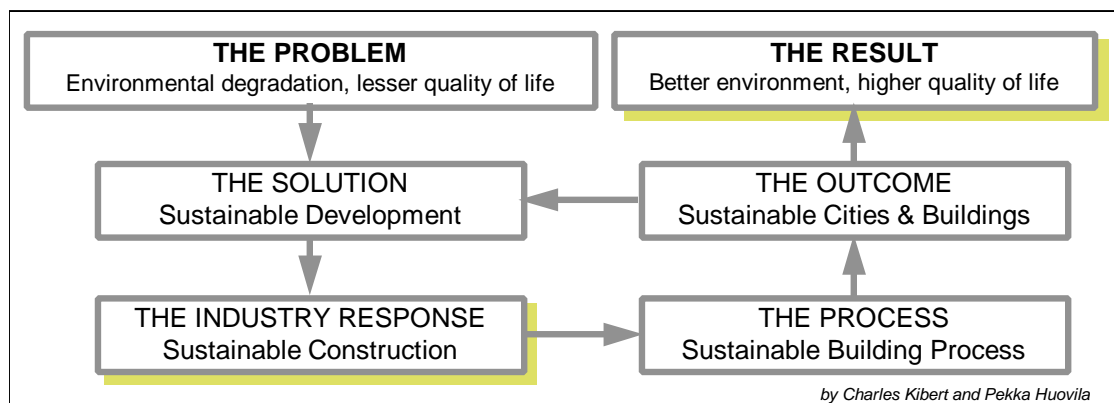 THE PROBLEM
Environmental degradation, lesser quality of life
THE RESULT
Better environment, higher quality of life
THE SOLUTION
Sustainable Development
THE OUTCOME
Sustainable Cities & Buildings
THE INDUSTRY RESPONSE
Sustainable Construction
THE PROCESS
Sustainable Building Process
by Charles Kibert and Pekka Huovila